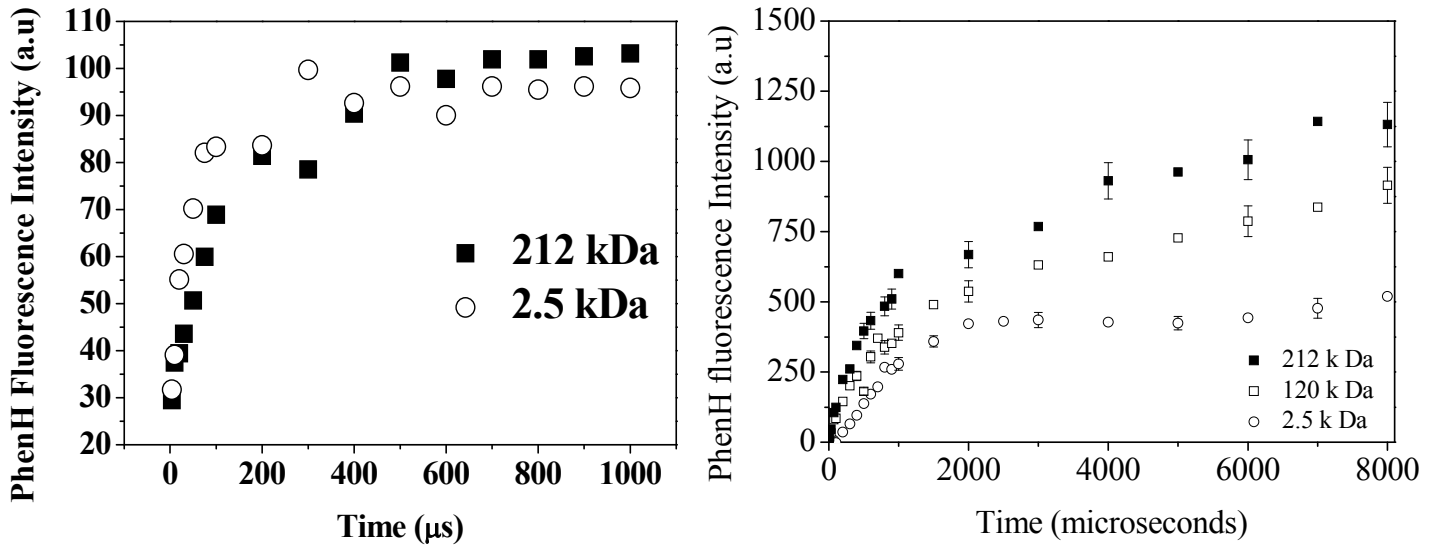 PhenH Fluorescence Intensity (a.u)
110
100
90
80
70
60
50
40
30
20
0 200 400 600 800 1000
Time (μs)
212 kDa
2.5 kDa
PhenH fluorescence Intensity (a.u)
1500
1250
1000
750
500
250
0
0 2000 4000 6000 8000
Time (microseconds)
212 k Da
120 k Da
2.5 k Da